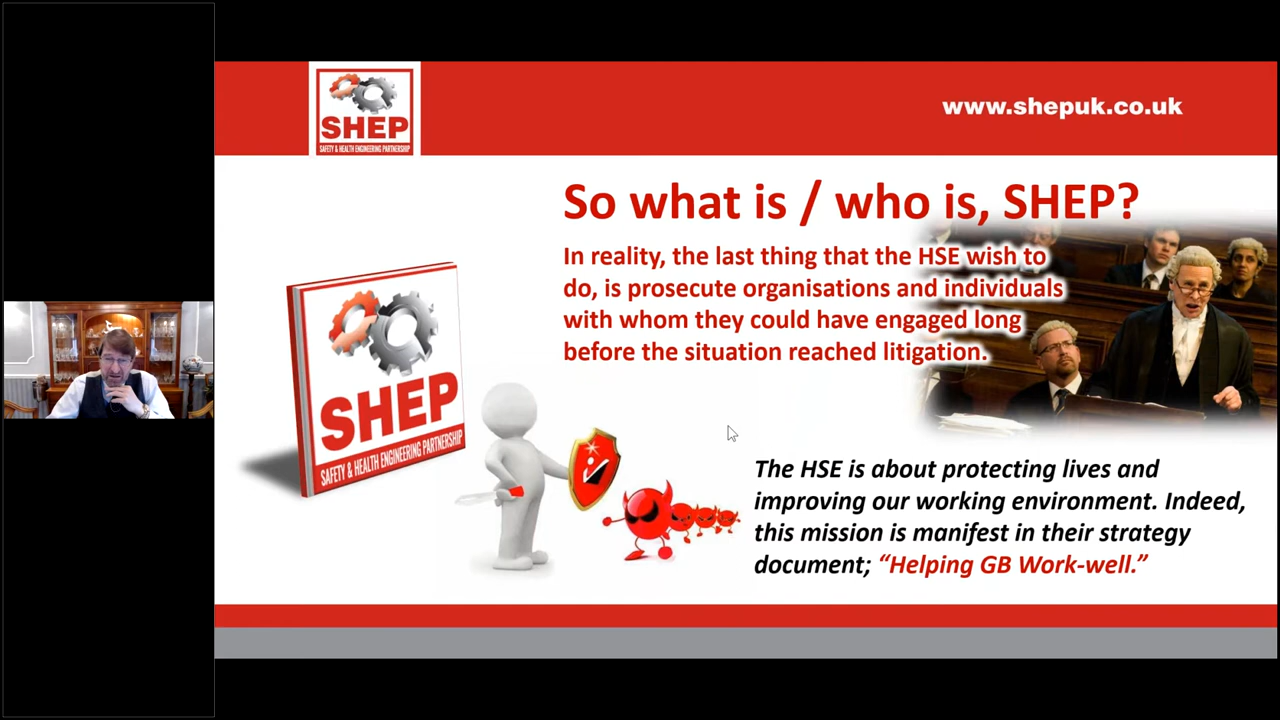 SHEP
SAFETY & HEALTH ENGINEERING PARTNERSHIP
www.shepuk.co.uk
So what is / who is, SHEP?
In reality, the last thing that the HSE wish to
do, is prosecute organisations and individuals
with whom they could have engaged long
before the situation reached litigation.
SHEP
SAFETY & HEALTH ENGINEERING PARTNERSHIP
The HSE is about protecting lives and
improving our working environment. Indeed,
this mission is manifest in their strategy
document; “Helping GB Work-well.”